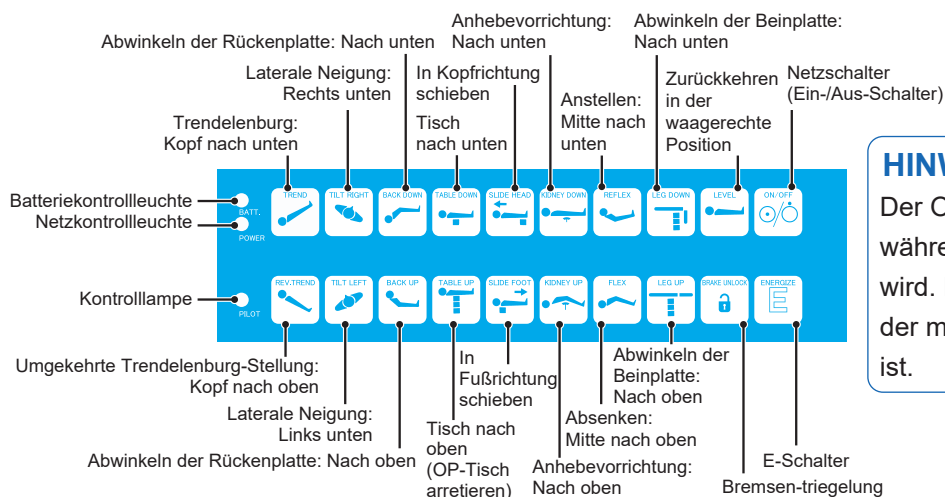 Anhebevorrichtung:
Nach unten
Abwinkeln der Beinplatte:
Nach unten
Abwinkeln der Rückenplatte: Nach unten
Laterale Neigung:
Rechts unten
In Kopfrichtung
schieben
Zurückkehren
in der
waagerechte
Position
Netzschalter
(Ein-/Aus-Schalter)
Trendelenburg:
Kopf nach unten
Tisch
nach unten
Anstellen:
Mitte nach
unten
Batteriekontrollleuchte
Netzkontrollleuchte
Kontrolllampe
BATT.
POWER
PILOT
TREND
TILT RIGHT
BACK DOWN
TABLE DOWN
SLIDE HEAD
KIDNEY DOWN
REFLEX
LEG DOWN
LEVEL
ON/OFF
REV.TREND
TILT LEFT
BACK UP
TABLE UP
SLIDE FOOT
KIDNEY UP
FLEX
LEG UP
BRAKE UNLOCK
ENERGIZE
E
Umgekehrte Trendelenburg-Stellung:
Kopf nach oben
Laterale Neigung:
Links unten
Abwinkeln der Rückenplatte: Nach oben
Tisch nach
oben
(OP-Tisch
arretieren)
In
Fußrichtung
schieben
Anhebevorrichtung:
Nach oben
Absenken:
Mitte nach oben
Abwinkeln der
Beinplatte:
Nach oben
E-Schalter
Bremsen-triegelung
Der
währe
wird.
der m
ist.